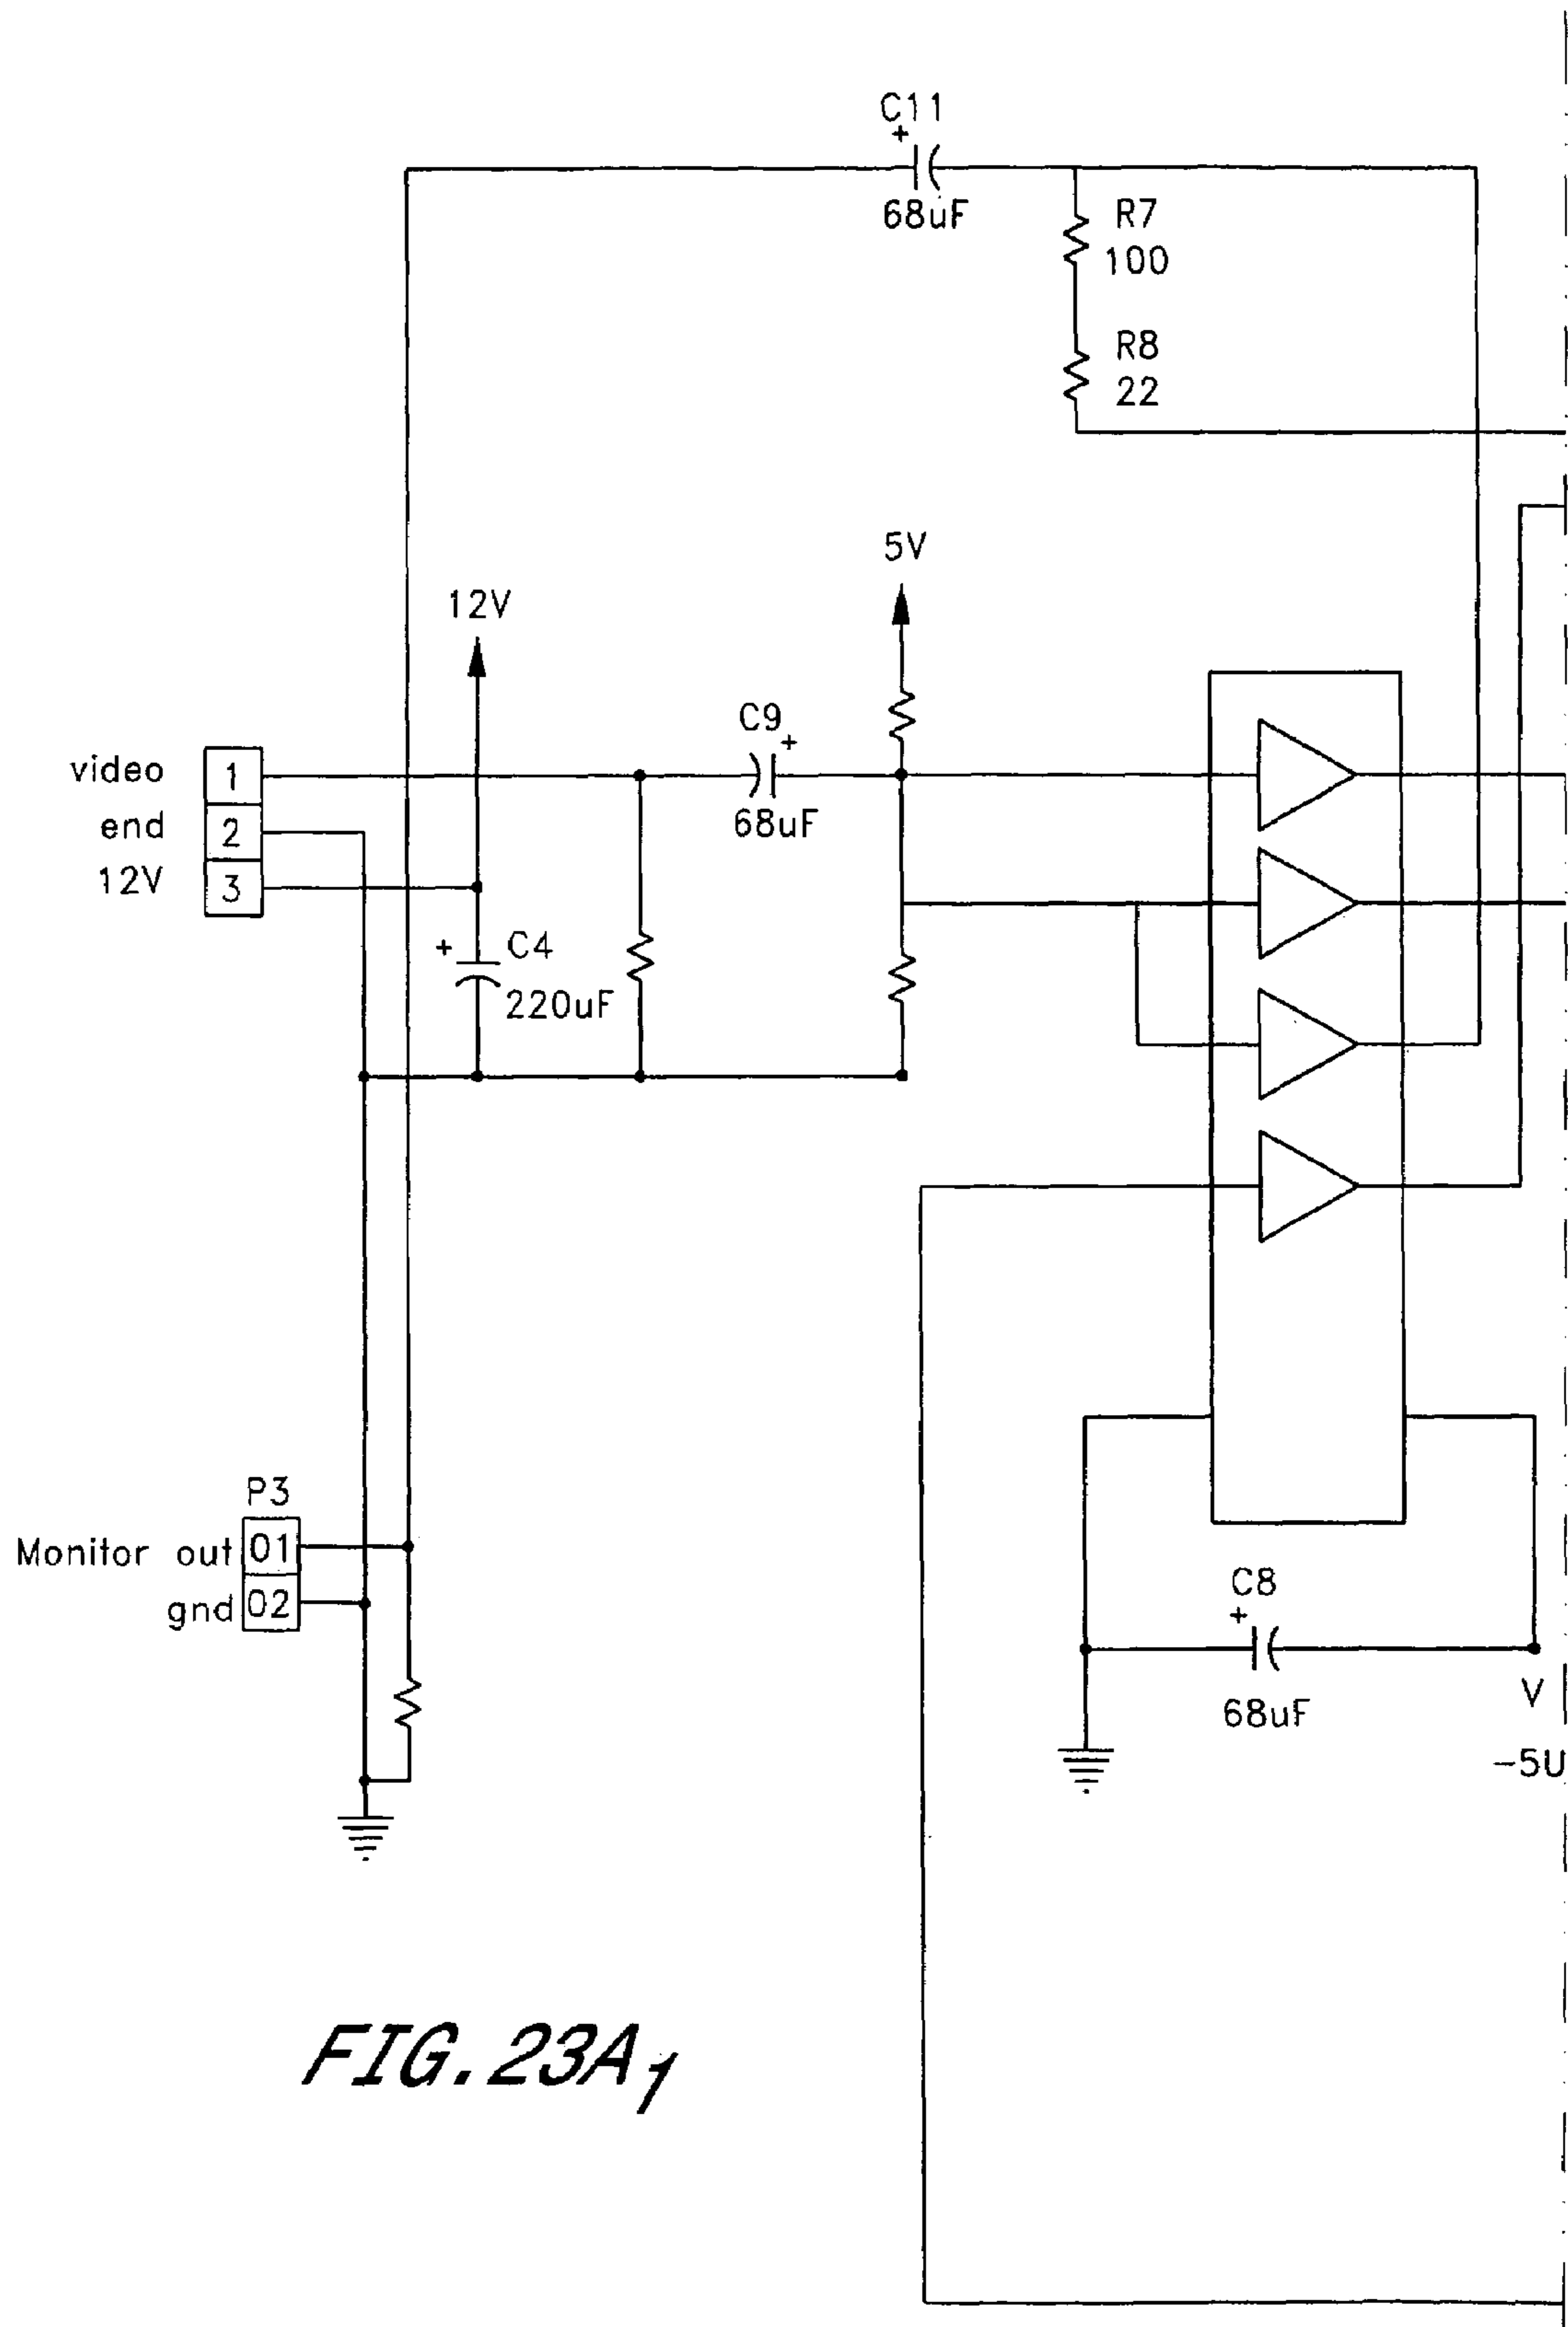 C11
+
68uF
R7
100
R8
22
5V
12V
C9
+
68uF
video 1
end 2
12V 3
+ C4
220uF
P3
Monitor out 01
gnd 02
C8
+
68uF
V
-5U
FIG. 23A1